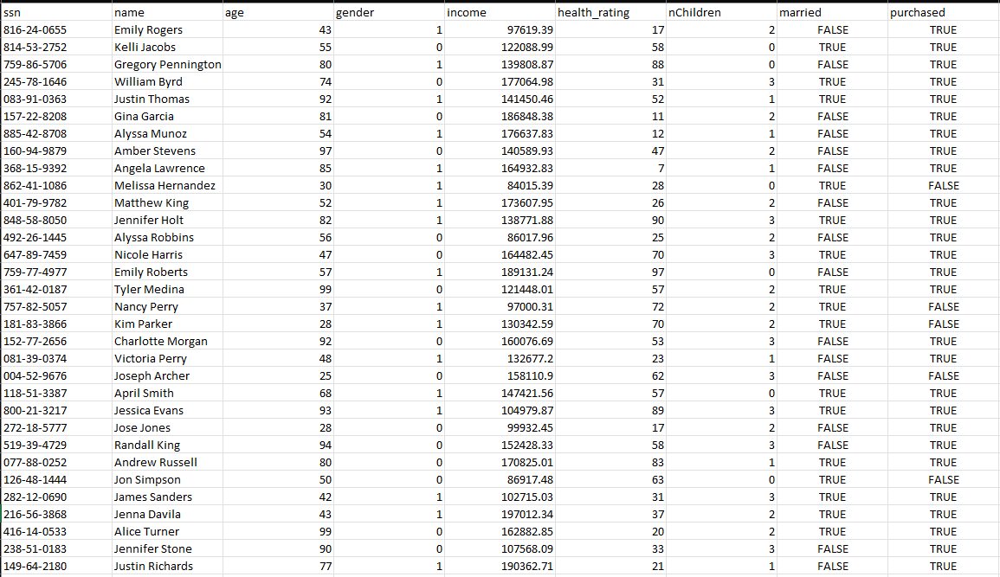 ssn name age gender income health_rating nChildren married purchased
816-24-0655 Emily Rogers 43 1 97619.39 17 2 FALSE TRUE
814-53-2752 Kelli Jacobs 55 0 122088.99 58 0 TRUE TRUE
759-86-5706 Gregory Pennington 80 1 139808.87 88 0 FALSE TRUE
245-78-1646 William Byrd 74 0 177064.98 31 3 TRUE TRUE
083-91-0363 Justin Thomas 92 1 141450.46 52 1 TRUE TRUE
157-22-8208 Gina Garcia 81 0 186848.38 11 2 FALSE TRUE
885-42-8708 Alyssa Munoz 54 1 176637.83 12 1 FALSE TRUE
160-94-9879 Amber Stevens 97 0 140589.93 47 2 FALSE TRUE
368-15-9392 Angela Lawrence 85 1 164932.83 7 1 FALSE TRUE
862-41-1086 Melissa Hernandez 30 1 84015.39 28 0 TRUE FALSE
401-79-9782 Matthew King 52 1 173607.95 26 2 FALSE TRUE
848-58-8050 Jennifer Holt 82 1 138771.88 90 3 TRUE TRUE
492-26-1445 Alyssa Robbins 56 0 86017.96 25 2 FALSE TRUE
647-89-7459 Nicole Harris 47 0 164482.45 70 3 TRUE TRUE
759-77-4977 Emily Roberts 57 1 189131.24 97 0 FALSE TRUE
361-42-0187 Tyler Medina 99 0 121448.01 57 2 TRUE TRUE
757-82-5057 Nancy Perry 37 1 97000.31 72 2 TRUE FALSE
181-83-3866 Kim Parker 28 1 130342.59 70 2 TRUE FALSE
152-77-2656 Charlotte Morgan 92 0 160076.69 53 3 FALSE TRUE
081-39-0374 Victoria Perry 48 1 132677.2 23 1 FALSE TRUE
004-52-9676 Joseph Archer 25 0 158110.9 62 3 FALSE FALSE
118-51-3387 April Smith 68 1 147421.56 57 0 TRUE TRUE
800-21-3217 Jessica Evans 93 1 104979.87 89 3 TRUE TRUE
272-18-5777 Jose Jones 28 0 99932.45 17 2 FALSE TRUE
519-39-4729 Randall King 94 0 152428.33 58 3 FALSE TRUE
077-88-0252 Andrew Russell 80 0 170825.01 83 1 TRUE TRUE
126-48-1444 Jon Simpson 50 0 86917.48 63 0 TRUE FALSE
282-12-0690 James Sanders 42 1 102715.03 31 3 TRUE TRUE
216-56-3868 Jenna Davila 43 1 197012.34 37 2 TRUE TRUE
416-14-0533 Alice Turner 99 0 162882.85 20 2 TRUE TRUE
238-51-0183 Jennifer Stone 90 0 107568.09 33 3 FALSE TRUE
149-64-2180 Justin Richards 77 1 190362.71 21 1 FALSE TRUE